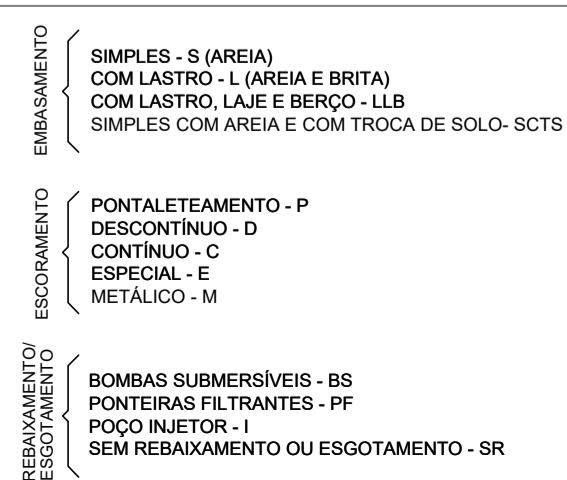 EMBASAMENTO
SIMPLES - S (AREIA)
COM LASTRO - L (AREIA E BRITA)
COM LASTRO, LAJE E BERÇO - LLB
SIMPLES COM AREIA E COM TROCA DE SOLO- SCTS
ESCORAMENTO
PONTALETEAMENTO - P
DESCONTÍNUO - D
CONTÍNUO - C
ESPECIAL - E
METÁLICO - M
REBAIXAMENTO/
ESGOTAMENTO
BOMBAS SUBMERSÍVEIS - BS
PONTEIRAS FILTRANTES - PF
POÇO INJETOR - I
SEM REBAIXAMENTO OU ESGOTAMENTO - SR